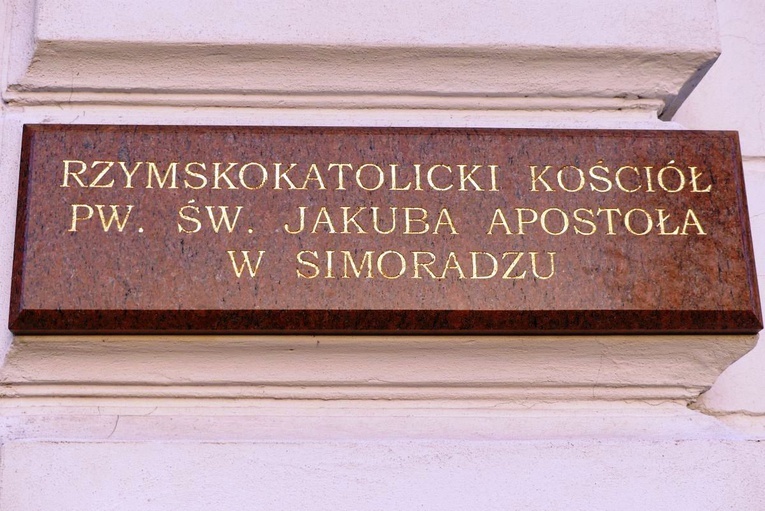 RZYMSKOKATOLICKI KOŚCIÓŁ
PW. ŚW. JAKUBA APOSTOŁA
W SIMORADZU